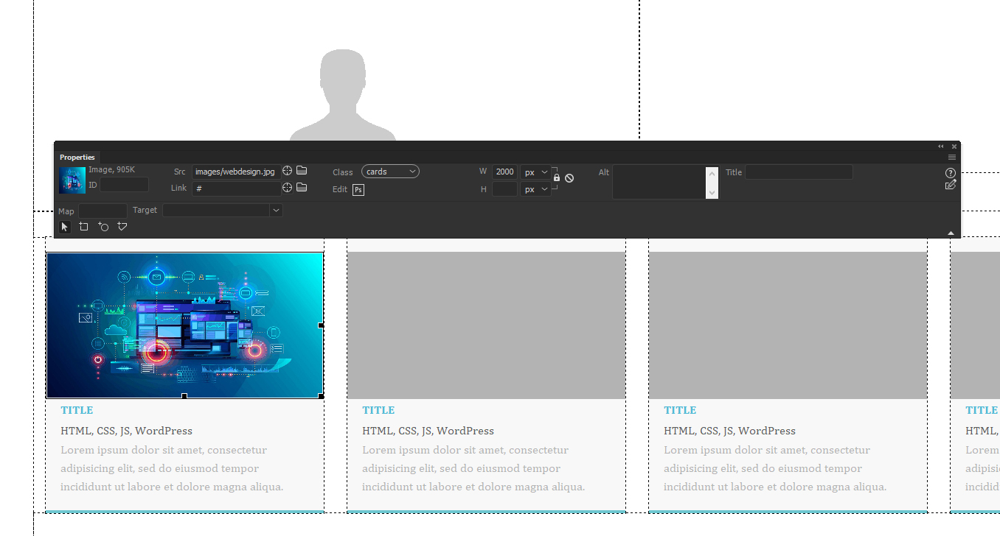 Properties
Image, 905K
Src images/webdesign.jpg
Class cards
W 2000 px
Alt
Title
ID
Link #
Edit Ps
H px
Map
Target
TITLE
HTML, CSS, JS, WordPress
Lorem ipsum dolor sit amet, consectetur
adipisicing elit, sed do eiusmod tempor
incididunt ut labore et dolore magna aliqua.
TITLE
HTML, CSS, JS, WordPress
Lorem ipsum dolor sit amet, consectetur
adipisicing elit, sed do eiusmod tempor
incididunt ut labore et dolore magna aliqua.
TITLE
HTML, CSS, JS, WordPress
Lorem ipsum dolor sit amet, consectetur
adipisicing elit, sed do eiusmod tempor
incididunt ut labore et dolore magna aliqua.
TITLE
HTML,
Lorem
adipisi
incidid